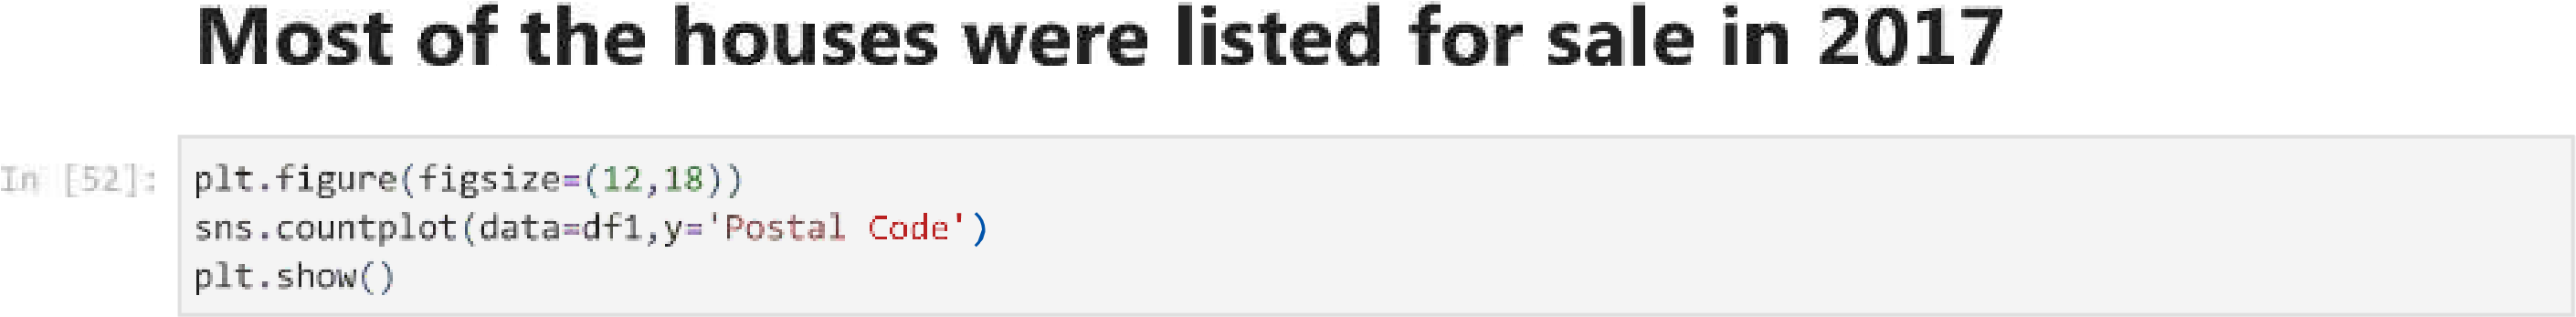 Most of the houses were listed for sale in 2017
In [52]:
plt.figure(figsize=(12,18))
sns.countplot(data=df1,y='Postal Code')
plt.show()